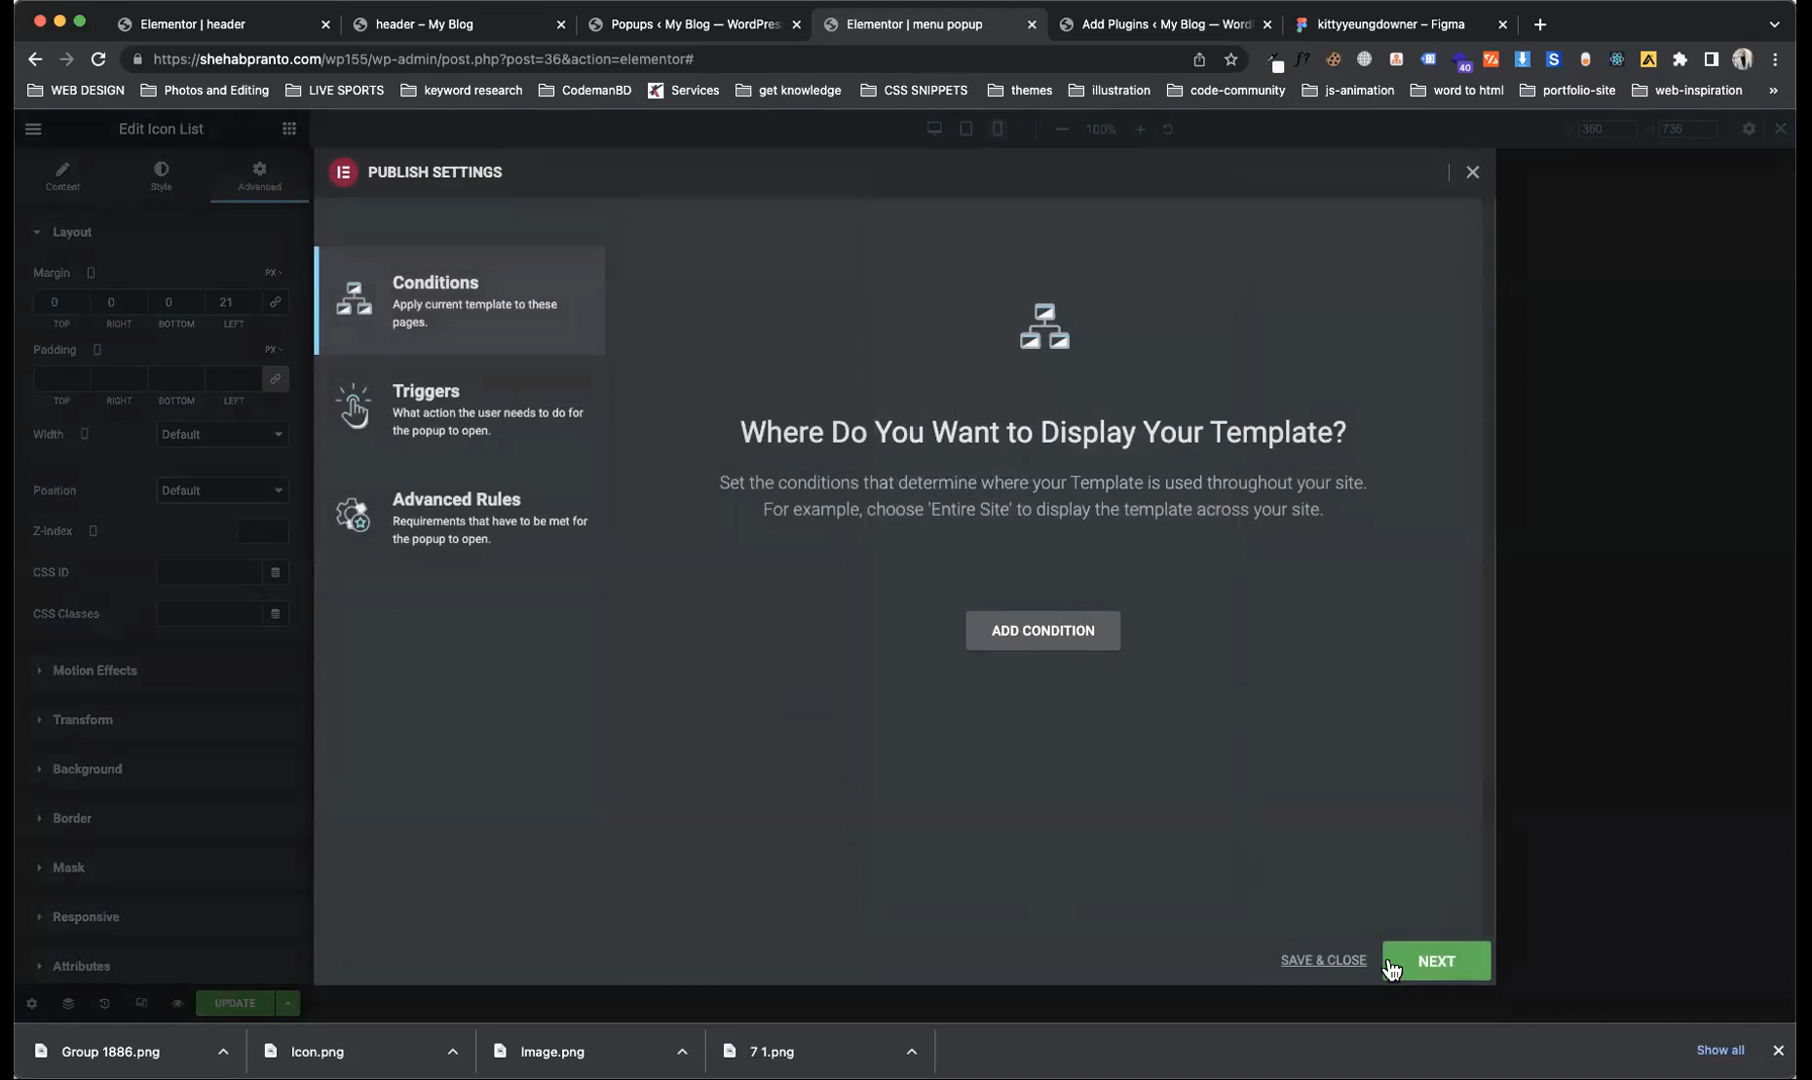 Elementor | header
header – My Blog
Popups ‹ My Blog — WordPres
Elementor | menu popup
Add Plugins ‹ My Blog — Word
kittyyeungdowner – Figma
https://shehabpranto.com/wp155/wp-admin/post.php?post=36&action=elementor#
40
WEB DESIGN
Photos and Editing
LIVE SPORTS
keyword research
CodemanBD
Services
get knowledge
CSS SNIPPETS
themes
illustration
code-community
js-animation
word to html
portfolio-site
web-inspiration
»
Edit Icon List
100%
360
736
Content
Style
Advanced
PUBLISH SETTINGS
Layout
Margin
PX
0 0 0 21
TOP RIGHT BOTTOM LEFT
Padding
PX
TOP RIGHT BOTTOM LEFT
Width
Default
Position
Default
Z-Index
CSS ID
CSS Classes
Motion Effects
Transform
Background
Border
Mask
Responsive
Attributes
UPDATE
Conditions
Apply current template to these
pages.
Triggers
What action the user needs to do for
the popup to open.
Advanced Rules
Requirements that have to be met for
the popup to open.
Where Do You Want to Display Your Template?
Set the conditions that determine where your Template is used throughout your site.
For example, choose 'Entire Site' to display the template across your site.
ADD CONDITION
SAVE & CLOSE
NEXT
Group 1886.png
Icon.png
Image.png
7 1.png
Show all